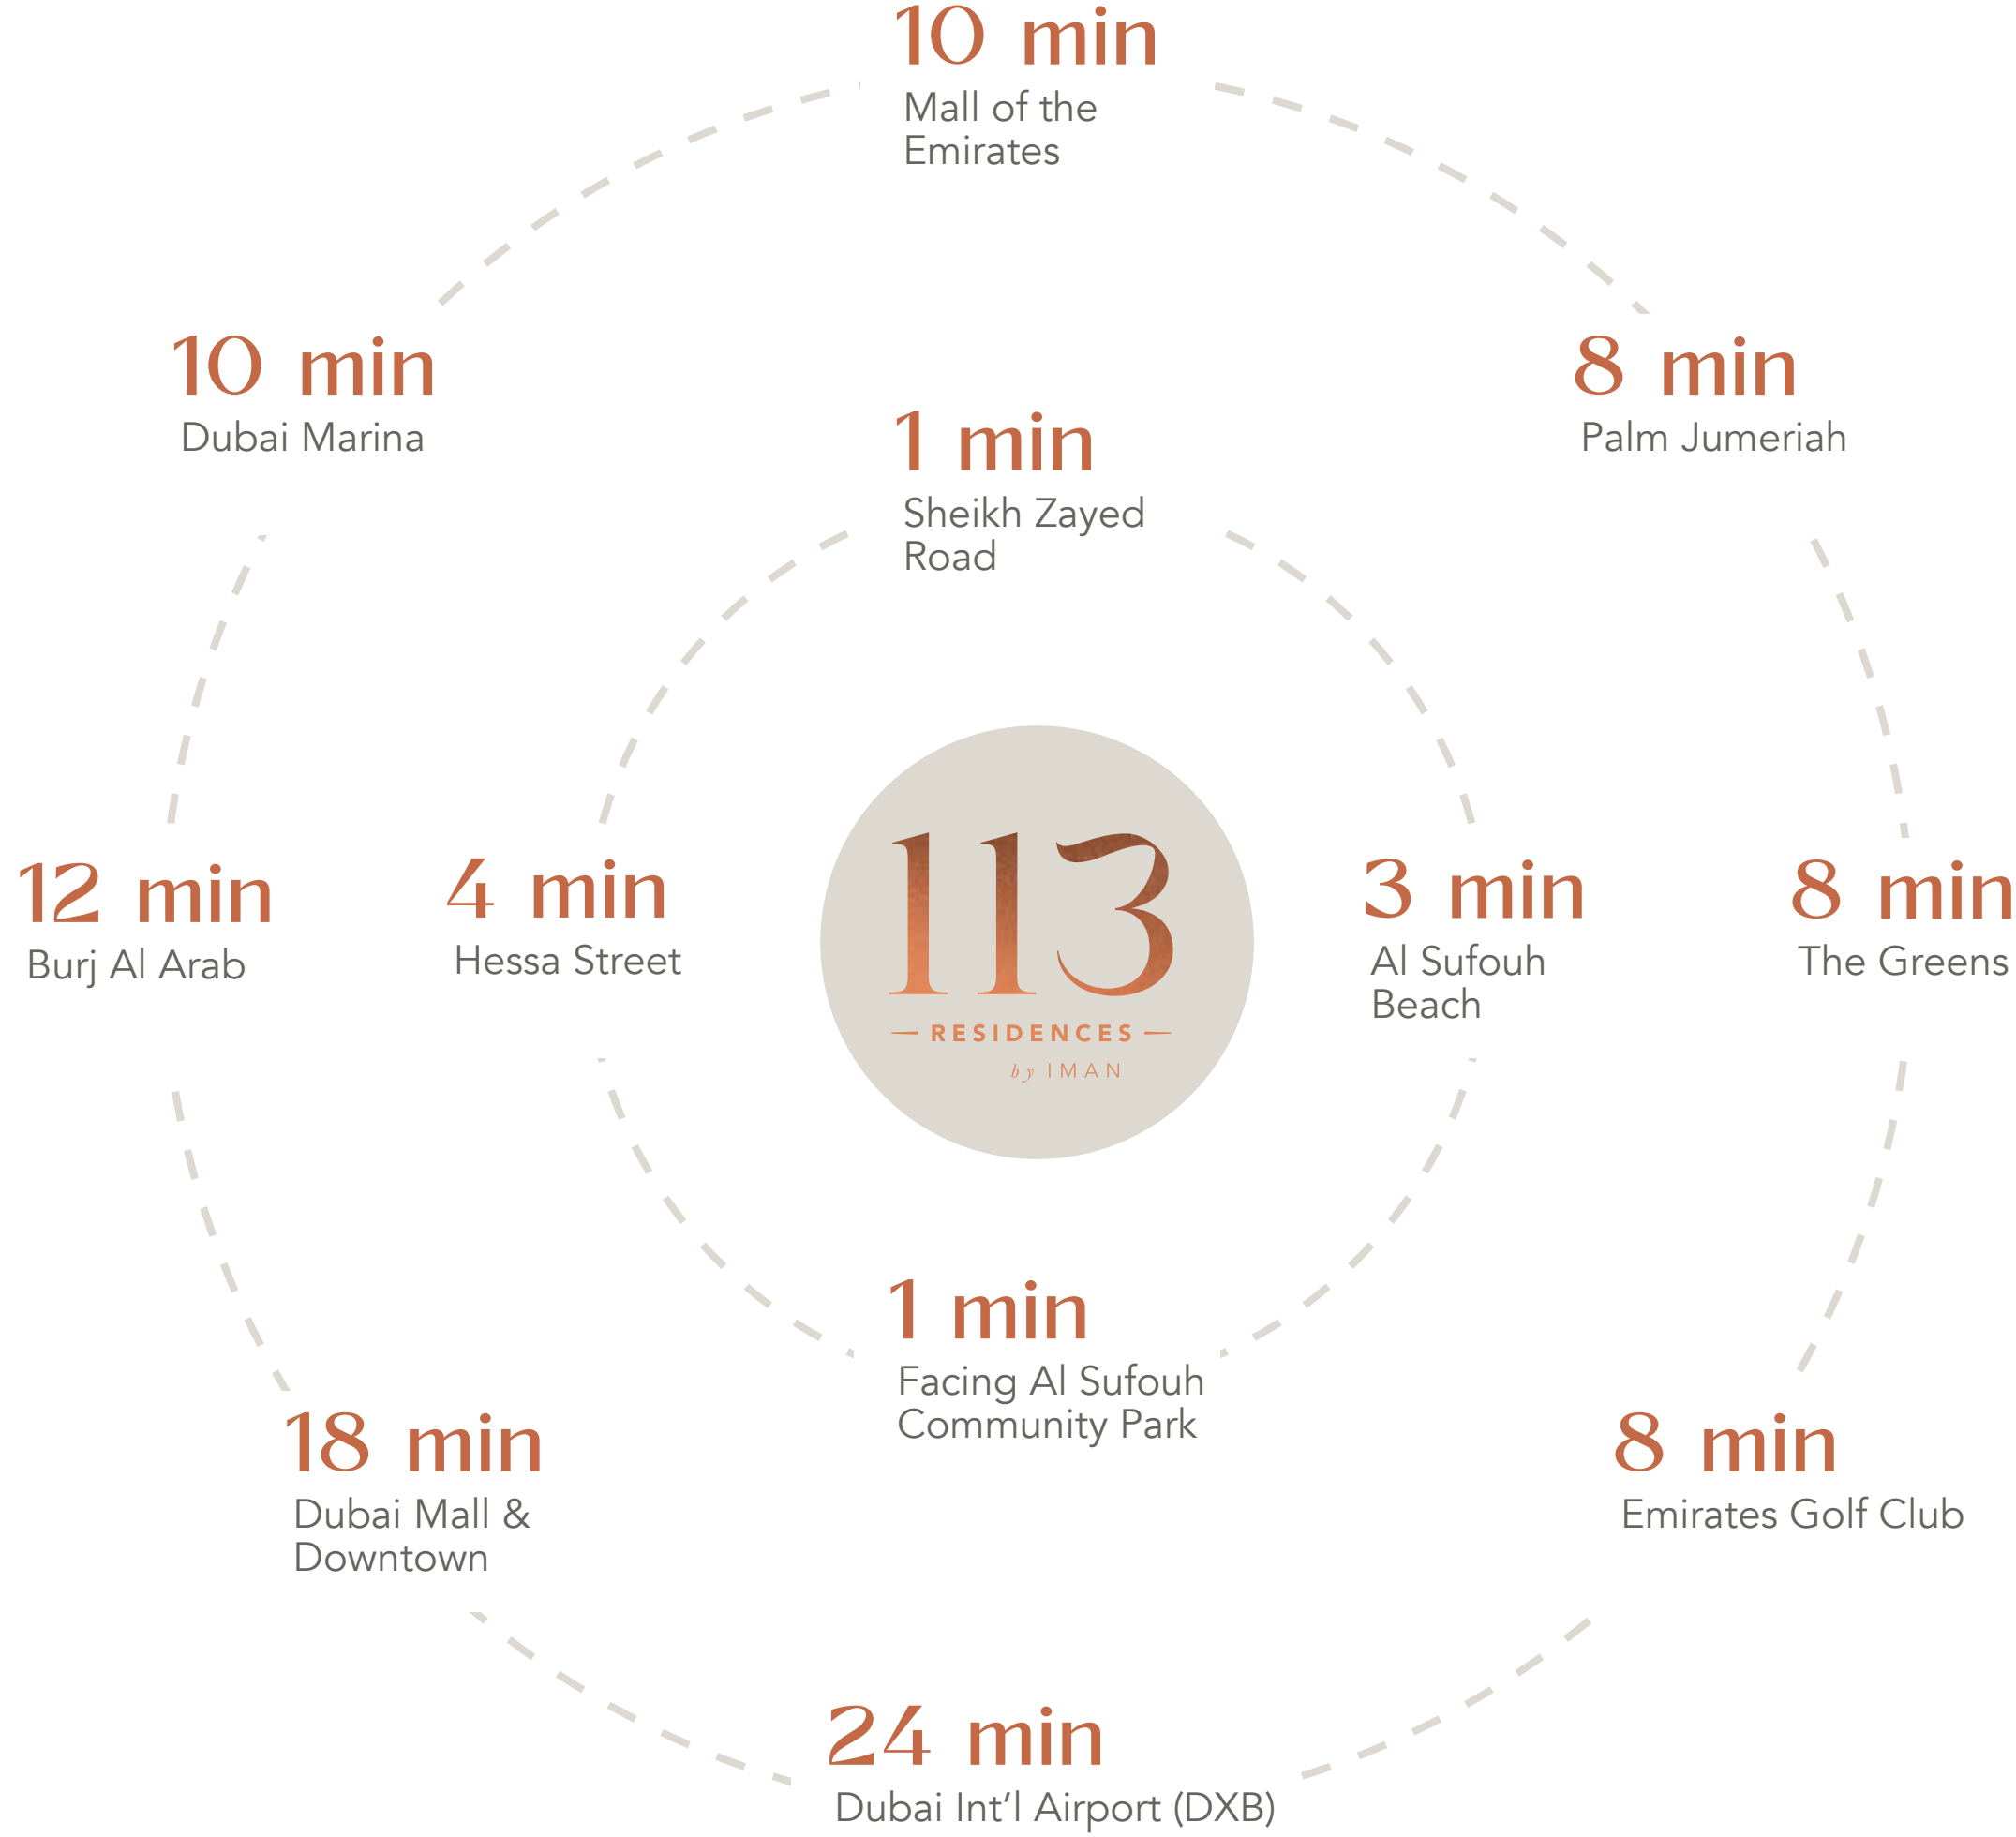 10 min
Mall of the
Emirates
10 min
Dubai Marina
8 min
Palm Jumeriah
1 min
Sheikh Zayed
Road
12 min
Burj Al Arab
4 min
Hessa Street
113
RESIDENCES
by IMAN
3 min
Al Sufouh
Beach
8 min
The Greens
1 min
Facing Al Sufouh
Community Park
18 min
Dubai Mall &
Downtown
8 min
Emirates Golf Club
24 min
Dubai Int’l Airport (DXB)